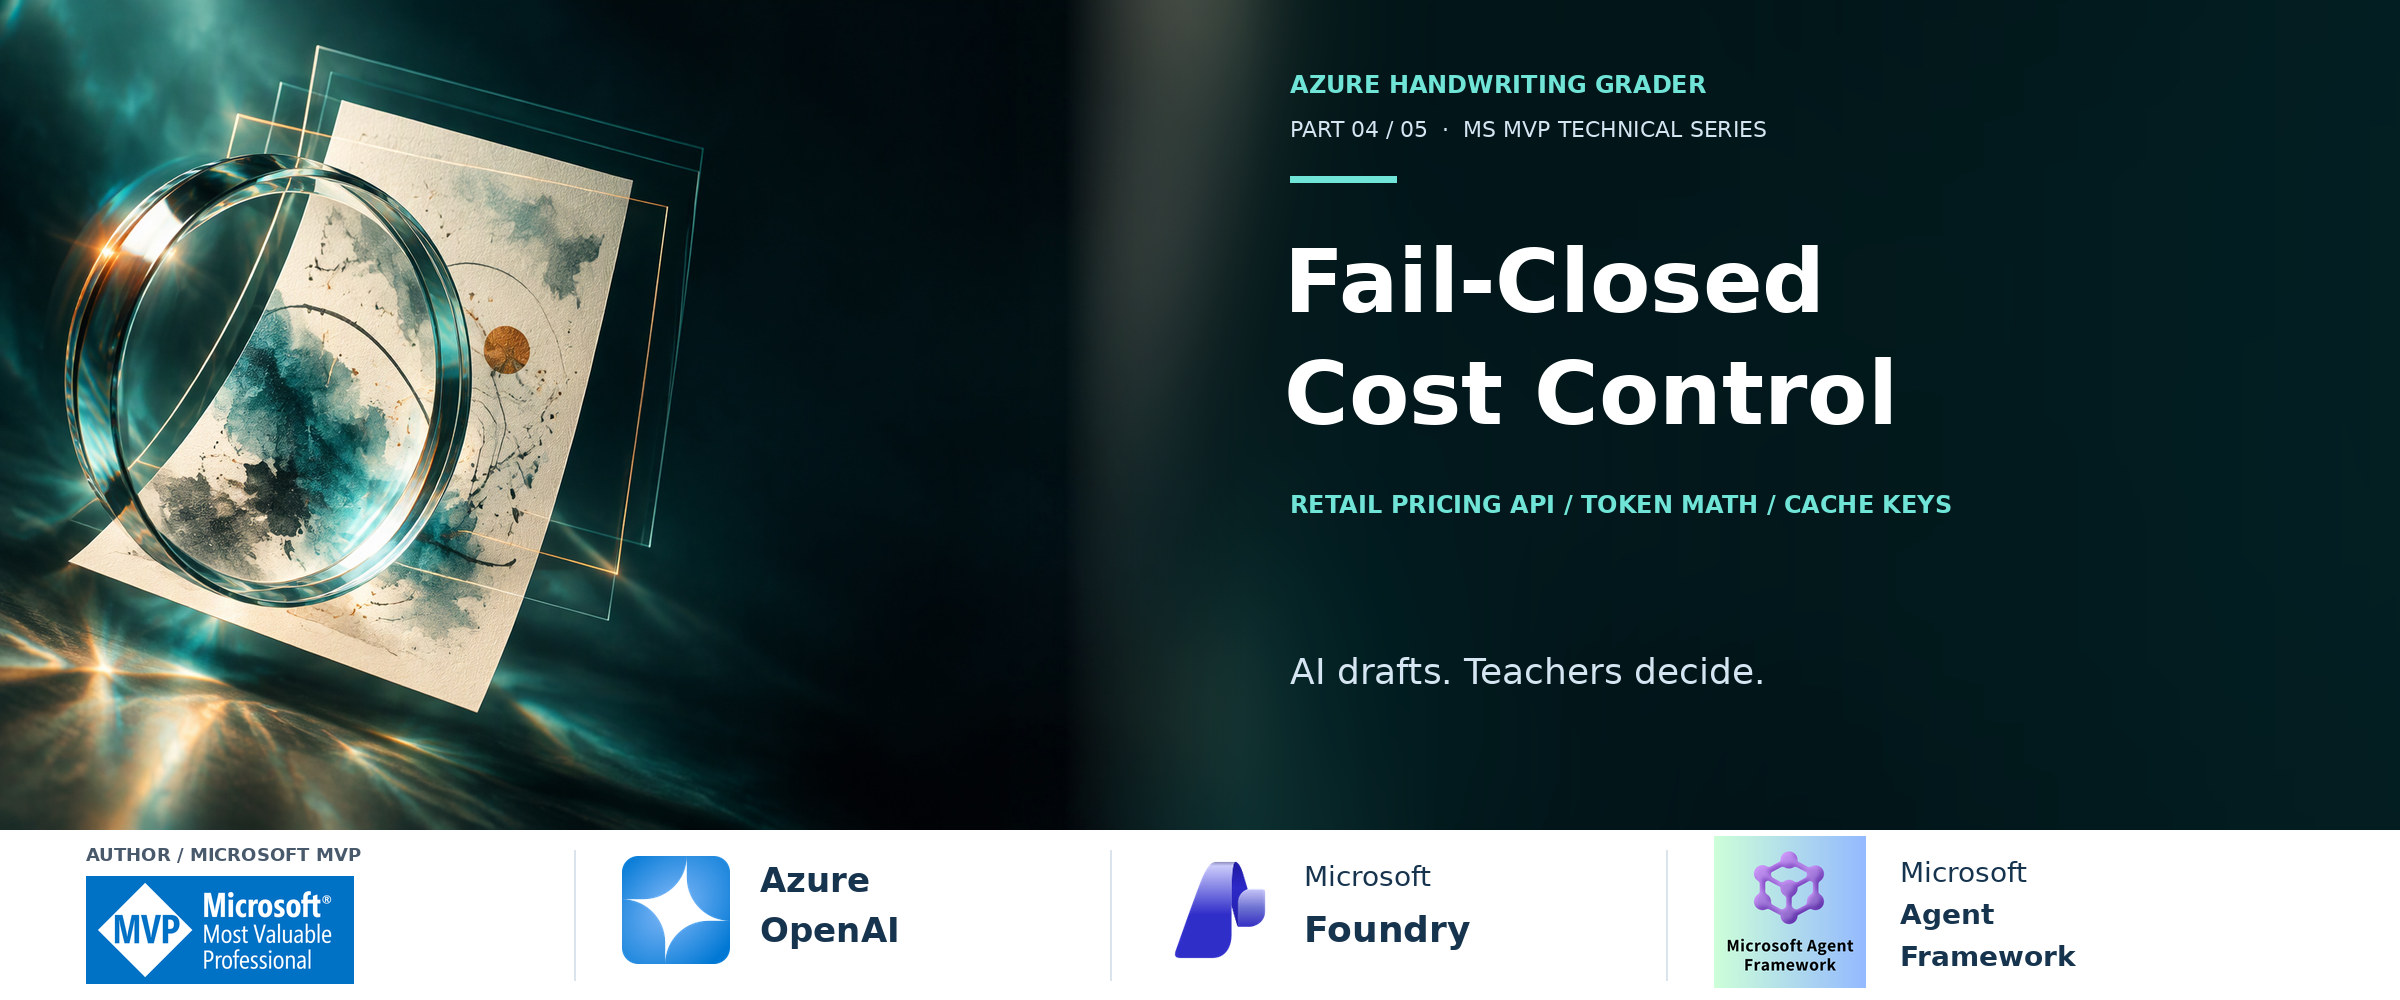 AZURE HANDWRITING GRADER
PART 04 / 05 · MS MVP TECHNICAL SERIES
Fail-Closed
Cost Control
RETAIL PRICING API / TOKEN MATH / CACHE KEYS
AI drafts. Teachers decide.
AUTHOR / MICROSOFT MVP
MVP
Microsoft®
Most Valuable
Professional
Azure
OpenAI
Microsoft
Foundry
Microsoft Agent
Framework
Microsoft
Agent
Framework